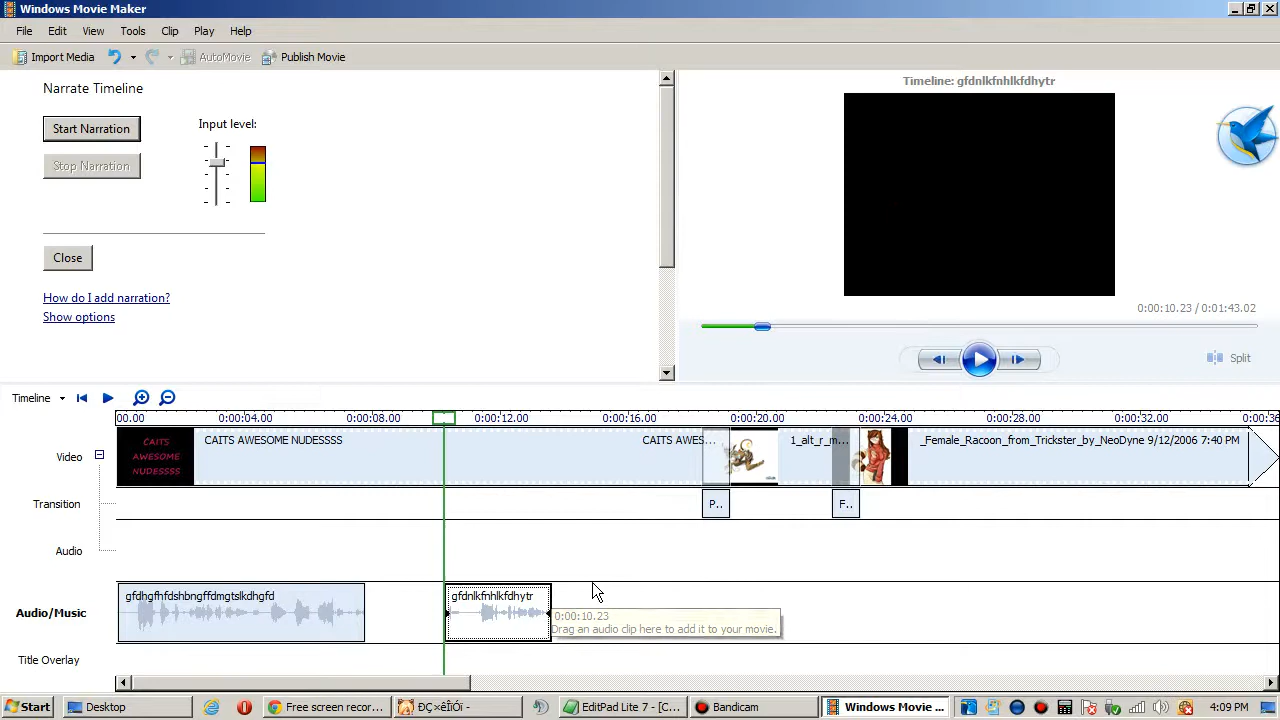 Windows Movie Maker
File Edit View Tools Clip Play Help
Import Media AutoMovie Publish Movie
Narrate Timeline
Start Narration
Input level:
Stop Narration
Close
How do I add narration?
Show options
Timeline: gfdnlkfnhlkfdhytr
0:00:10.23 / 0:01:43.02
Split
Timeline
00.00 0:00:04.00 0:00:08.00 0:00:12.00 0:00:16.00 0:00:20.00 0:00:24.00 0:00:28.00 0:00:32.00 0:00:36
Video
CAITS
AWESOME
NUDESSSS
CAITS AWESOME NUDESSSS
CAITS AWES...
1_alt_r_m...
_Female_Racoon_from_Trickster_by_NeoDyne 9/12/2006 7:40 PM
Transition
P..
F..
Audio
Audio/Music
gfdhgfhfdshbngffdmgtslkdhgfd
gfdnlkfnhlkfdhytr
0:00:10.23
Drag an audio clip here to add it to your movie.
Title Overlay
Start
Desktop
Free screen recor...
ÐÇ×êÎÒÎ -
EditPad Lite 7 - [C...
Bandicam
Windows Movie ...
4:09 PM